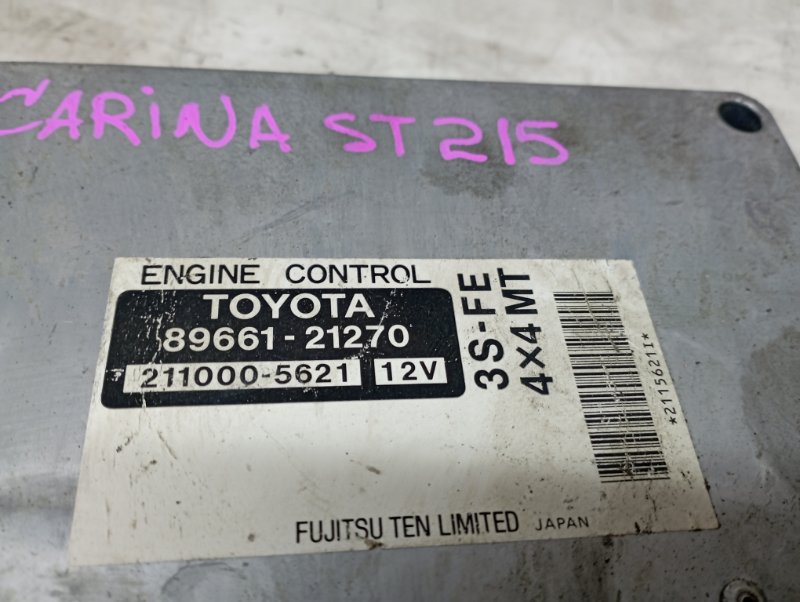 CARiNA ST215
ENGINE CONTROL
TOYOTA
89661-21270
211000-5621 12V
3S-FE
4×4 MT
*2115621I*
FUJITSU TEN LIMITED JAPAN